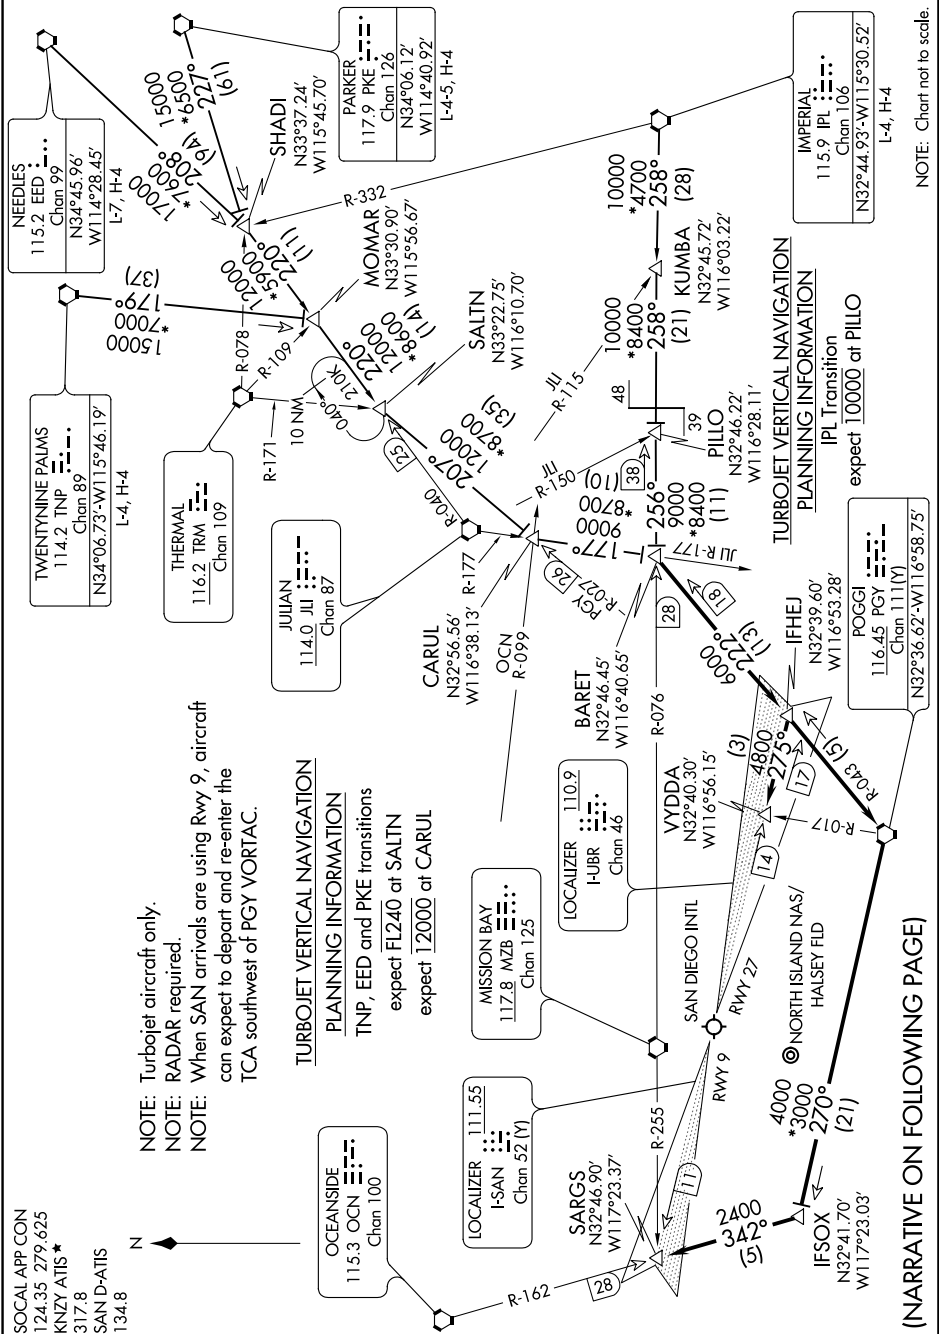 SOCAL APP CON
124.35 279.625
KNZY ATIS★
317.8
SAN D-ATIS
134.8
N
NOTE: Turbojet aircraft only.
NOTE: RADAR required.
NOTE: When SAN arrivals are using Rwy 9, aircraft
can expect to depart and re-enter the
TCA southwest of PGY VORTAC.
TURBOJET VERTICAL NAVIGATION
PLANNING INFORMATION
TNP, EED and PKE transitions
expect FL240 at SALTN
expect 12000 at CARUL
NEEDLES
115.2 EED
Chan 99
N34°45.96'
W114°28.45'
L-7, H-4
PARKER
117.9 PKE
Chan 126
N34°06.12'
W114°40.92'
L-4-5, H-4
TWENTYNINE PALMS
114.2 TNP
Chan 89
N34°06.73'-W115°46.19'
L-4, H-4
THERMAL
116.2 TRM
Chan 109
JULIAN
114.0 JLI
Chan 87
IMPERIAL
115.9 IPL
Chan 106
N32°44.93'-W115°30.52'
L-4, H-4
OCEANSIDE
115.3 OCN
Chan 100
MISSION BAY
117.8 MZB
Chan 125
LOCALIZER 111.55
I-SAN
Chan 52 (Y)
LOCALIZER 110.9
I-UBR
Chan 46
POGGI
116.45 PGY
Chan 111(Y)
N32°36.62'-W116°58.75'
17000
*7600
208°
(94)
15000
*6500
227°
(61)
SHADI
N33°37.24'
W115°45.70'
15000
*7000
179°
(37)
12000
*5900
220°
(11)
R-078
R-109
R-171
10 NM
R-332
MOMAR
N33°30.90'
W115°56.67'
12000
*8600
220°
(14)
210K
040°
SALTN
N33°22.75'
W116°10.70'
25
R-040
12000
*8700
207°
(35)
R-177
CARUL
N32°56.56'
W116°38.13'
OCN
R-099
JLI
R-115
JLI
R-150
9000
*8700
177°
(10)
26
PGY
R-027
10000
*4700
258°
(28)
KUMBA
N32°45.72'
W116°03.22'
10000
*8400
258°
(21)
48
39
38
PILLO
N32°46.22'
W116°28.11'
256°
9000
*8400
(11)
JLI R-177
BARET
N32°46.45'
W116°40.65'
28
R-076
18
6000
222°
(13)
IFHEJ
N32°39.60'
W116°53.28'
TURBOJET VERTICAL NAVIGATION
PLANNING INFORMATION
IPL Transition
expect 10000 at PILLO
WYDDA
N32°40.30'
W116°56.15'
(3)
4800
275°
17
14
R-043 (5)
R-017
SAN DIEGO INTL
RWY 27
RWY 9
NORTH ISLAND NAS/
HALSEY FLD
4000
*3000
270°
(21)
IFSOX
N32°41.70'
W117°23.03'
2400
342°
(5)
SARGS
N32°46.90'
W117°23.37'
R-255
11
28
R-162
(NARRATIVE ON FOLLOWING PAGE)
NOTE: Chart not to scale.